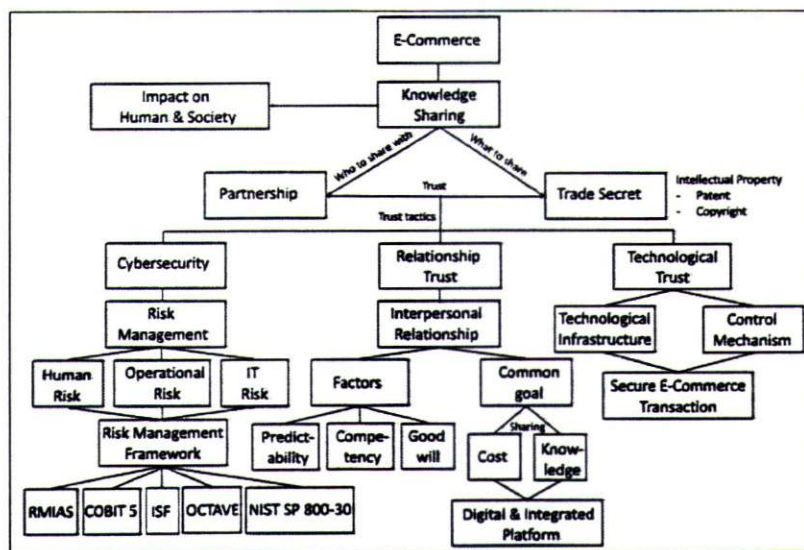 E-Commerce
Impact on
Human & Society
Knowledge
Sharing
Who to share with
What to share
Partnership
Trust
Trade Secret
Intellectual Property
- Patent
- Copyright
Trust tactics
Cybersecurity
Relationship
Trust
Technological
Trust
Risk
Management
Interpersonal
Relationship
Technological
Infrastructure
Control
Mechanism
Human
Risk
Operational
Risk
IT
Risk
Factors
Common
goal
Secure E-Commerce
Transaction
Risk Management
Framework
Predict-
ability
Compe-
tency
Good
will
Sharing
Cost
Know-
ledge
RMIAS
COBIT 5
ISF
OCTAVE
NIST SP 800-30
Digital & Integrated
Platform